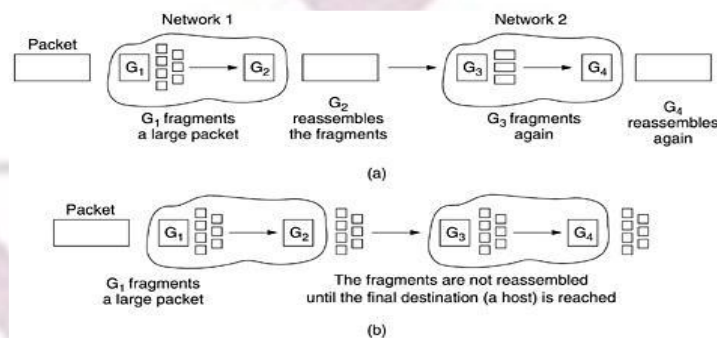 Network 1
Network 2
Packet
G1
G2
G3
G4
G1 fragments
a large packet
G2
reassembles
the fragments
G3 fragments
again
G4
reassembles
again
(a)
Packet
G1
G2
G3
G4
G1 fragments
a large packet
The fragments are not reassembled
until the final destination (a host) is reached
(b)